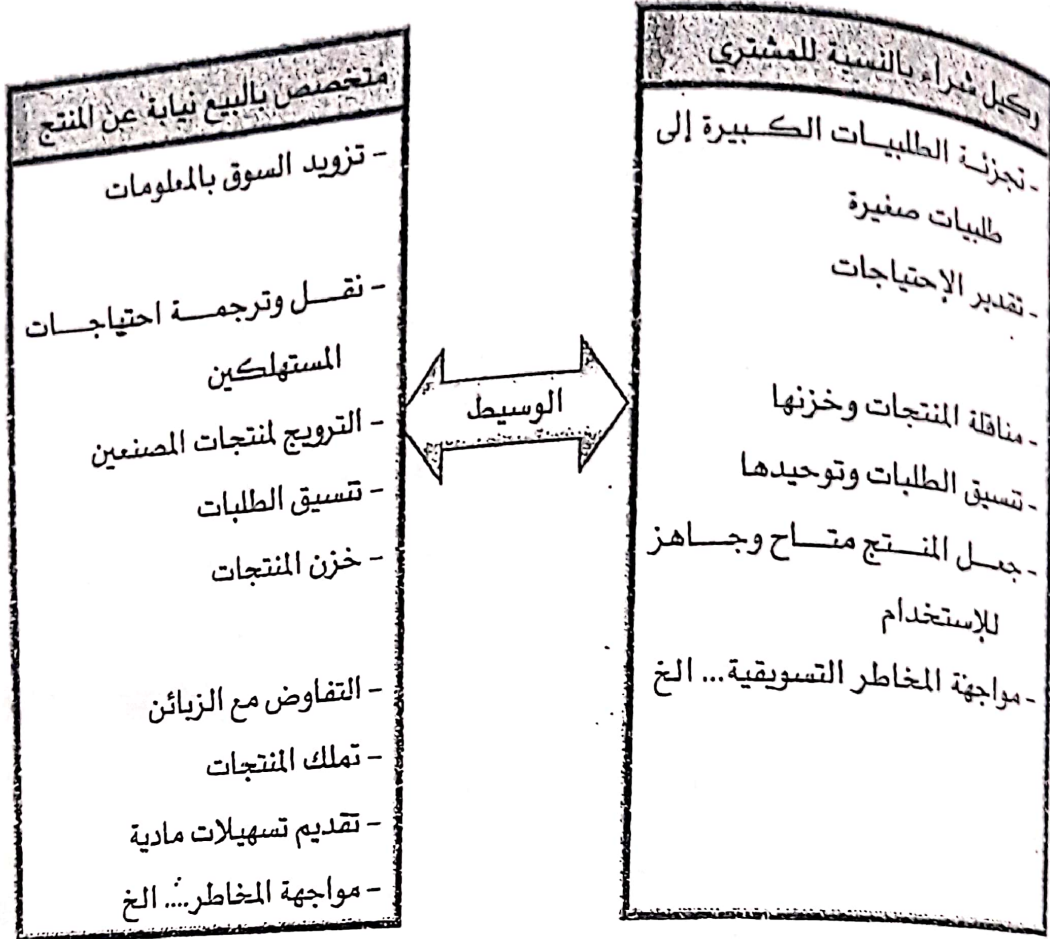 وكيل شراء بالنسبة للمشتري
- تجزئة الطلبيات الكبيرة إلى
طلبيات صغيرة
- تقدير الإحتياجات
- مناقلة المنتجات وخزنها
- تنسيق الطلبات وتوحيدها
- جعل المنتج متاح وجاهز
للإستخدام
- مواجهة المخاطر التسويقية... الخ
الوسيط
متخصص بالبيع نيابة عن المنتج
- تزويد السوق بالمعلومات
- نقل وترجمة احتياجات
المستهلكين
- الترويج لمنتجات المصنعين
- تنسيق الطلبات
- خزن المنتجات
- التفاوض مع الزبائن
- تملك المنتجات
- تقديم تسهيلات مادية
- مواجهة المخاطر.... الخ